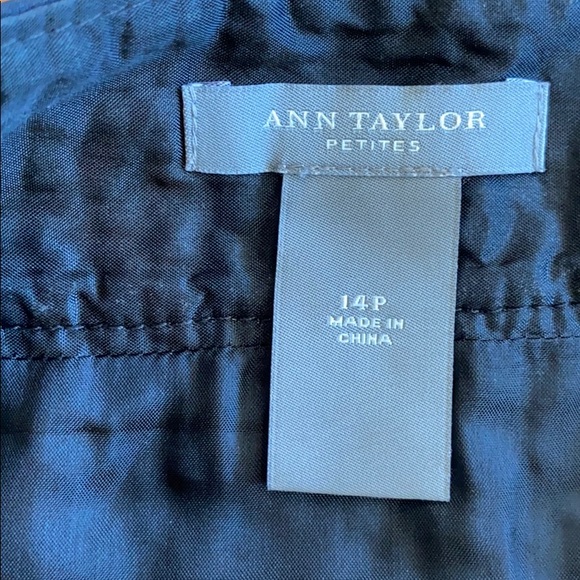 ANN TAYLOR
PETITES
14P
MADE IN
CHINA